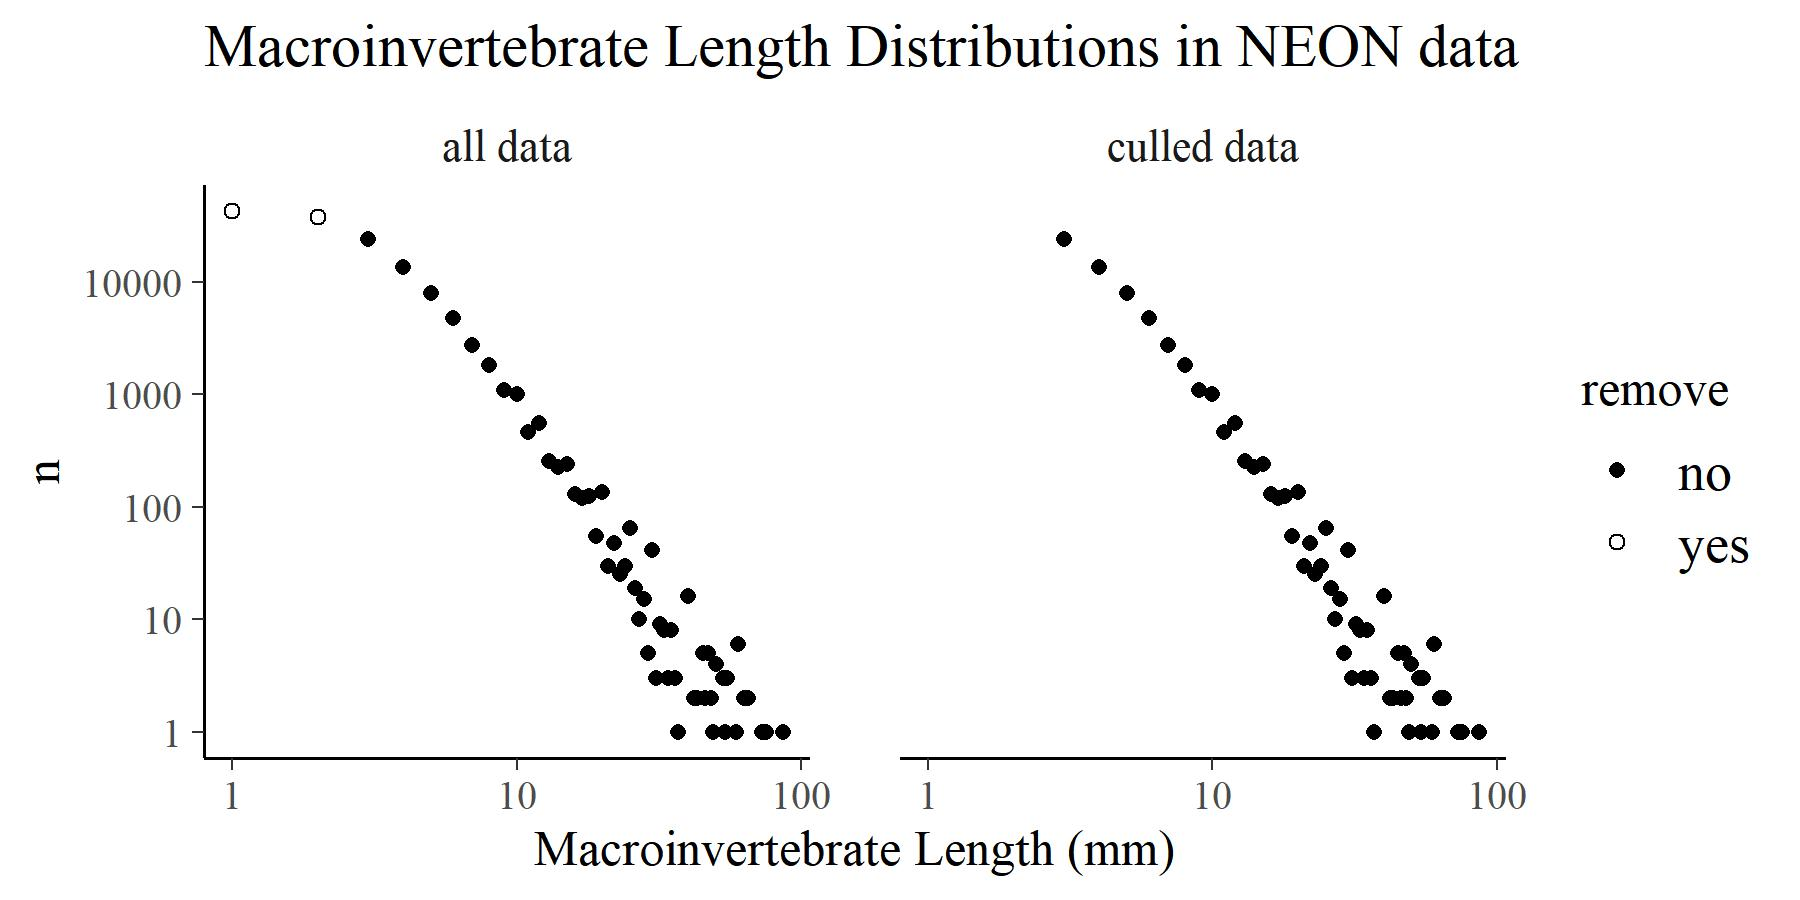 Macroinvertebrate Length Distributions in NEON data
all data
culled data
n
10000
1000
100
10
1
1 10 100
1 10 100
Macroinvertebrate Length (mm)
remove
no
yes